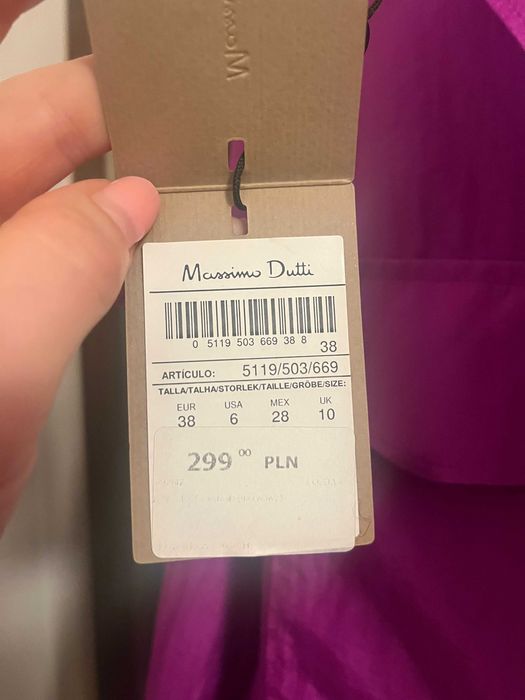 Massimo Dutti
0 5119 503 669 38 8
38
ARTÍCULO: 5119/503/669
TALLA/TALHA/STORLEK/TAILLE/GRÖBE/SIZE:
EUR USA MEX UK
38 6 28 10
299 00 PLN